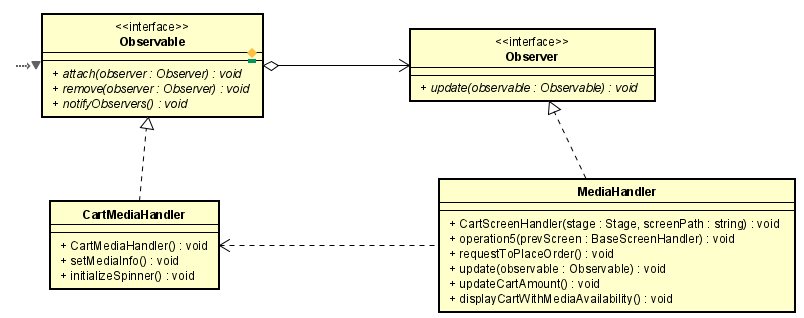 <<interface>>
Observable
+ attach(observer : Observer) : void
+ remove(observer : Observer) : void
+ notifyObservers() : void
<<interface>>
Observer
+ update(observable : Observable) : void
CartMediaHandler
+ CartMediaHandler() : void
+ setMediaInfo() : void
+ initializeSpinner() : void
MediaHandler
+ CartScreenHandler(stage : Stage, screenPath : string) : void
+ operation5(prevScreen : BaseScreenHandler) : void
+ requestToPlaceOrder() : void
+ update(observable : Observable) : void
+ updateCartAmount() : void
+ displayCartWithMediaAvailability() : void